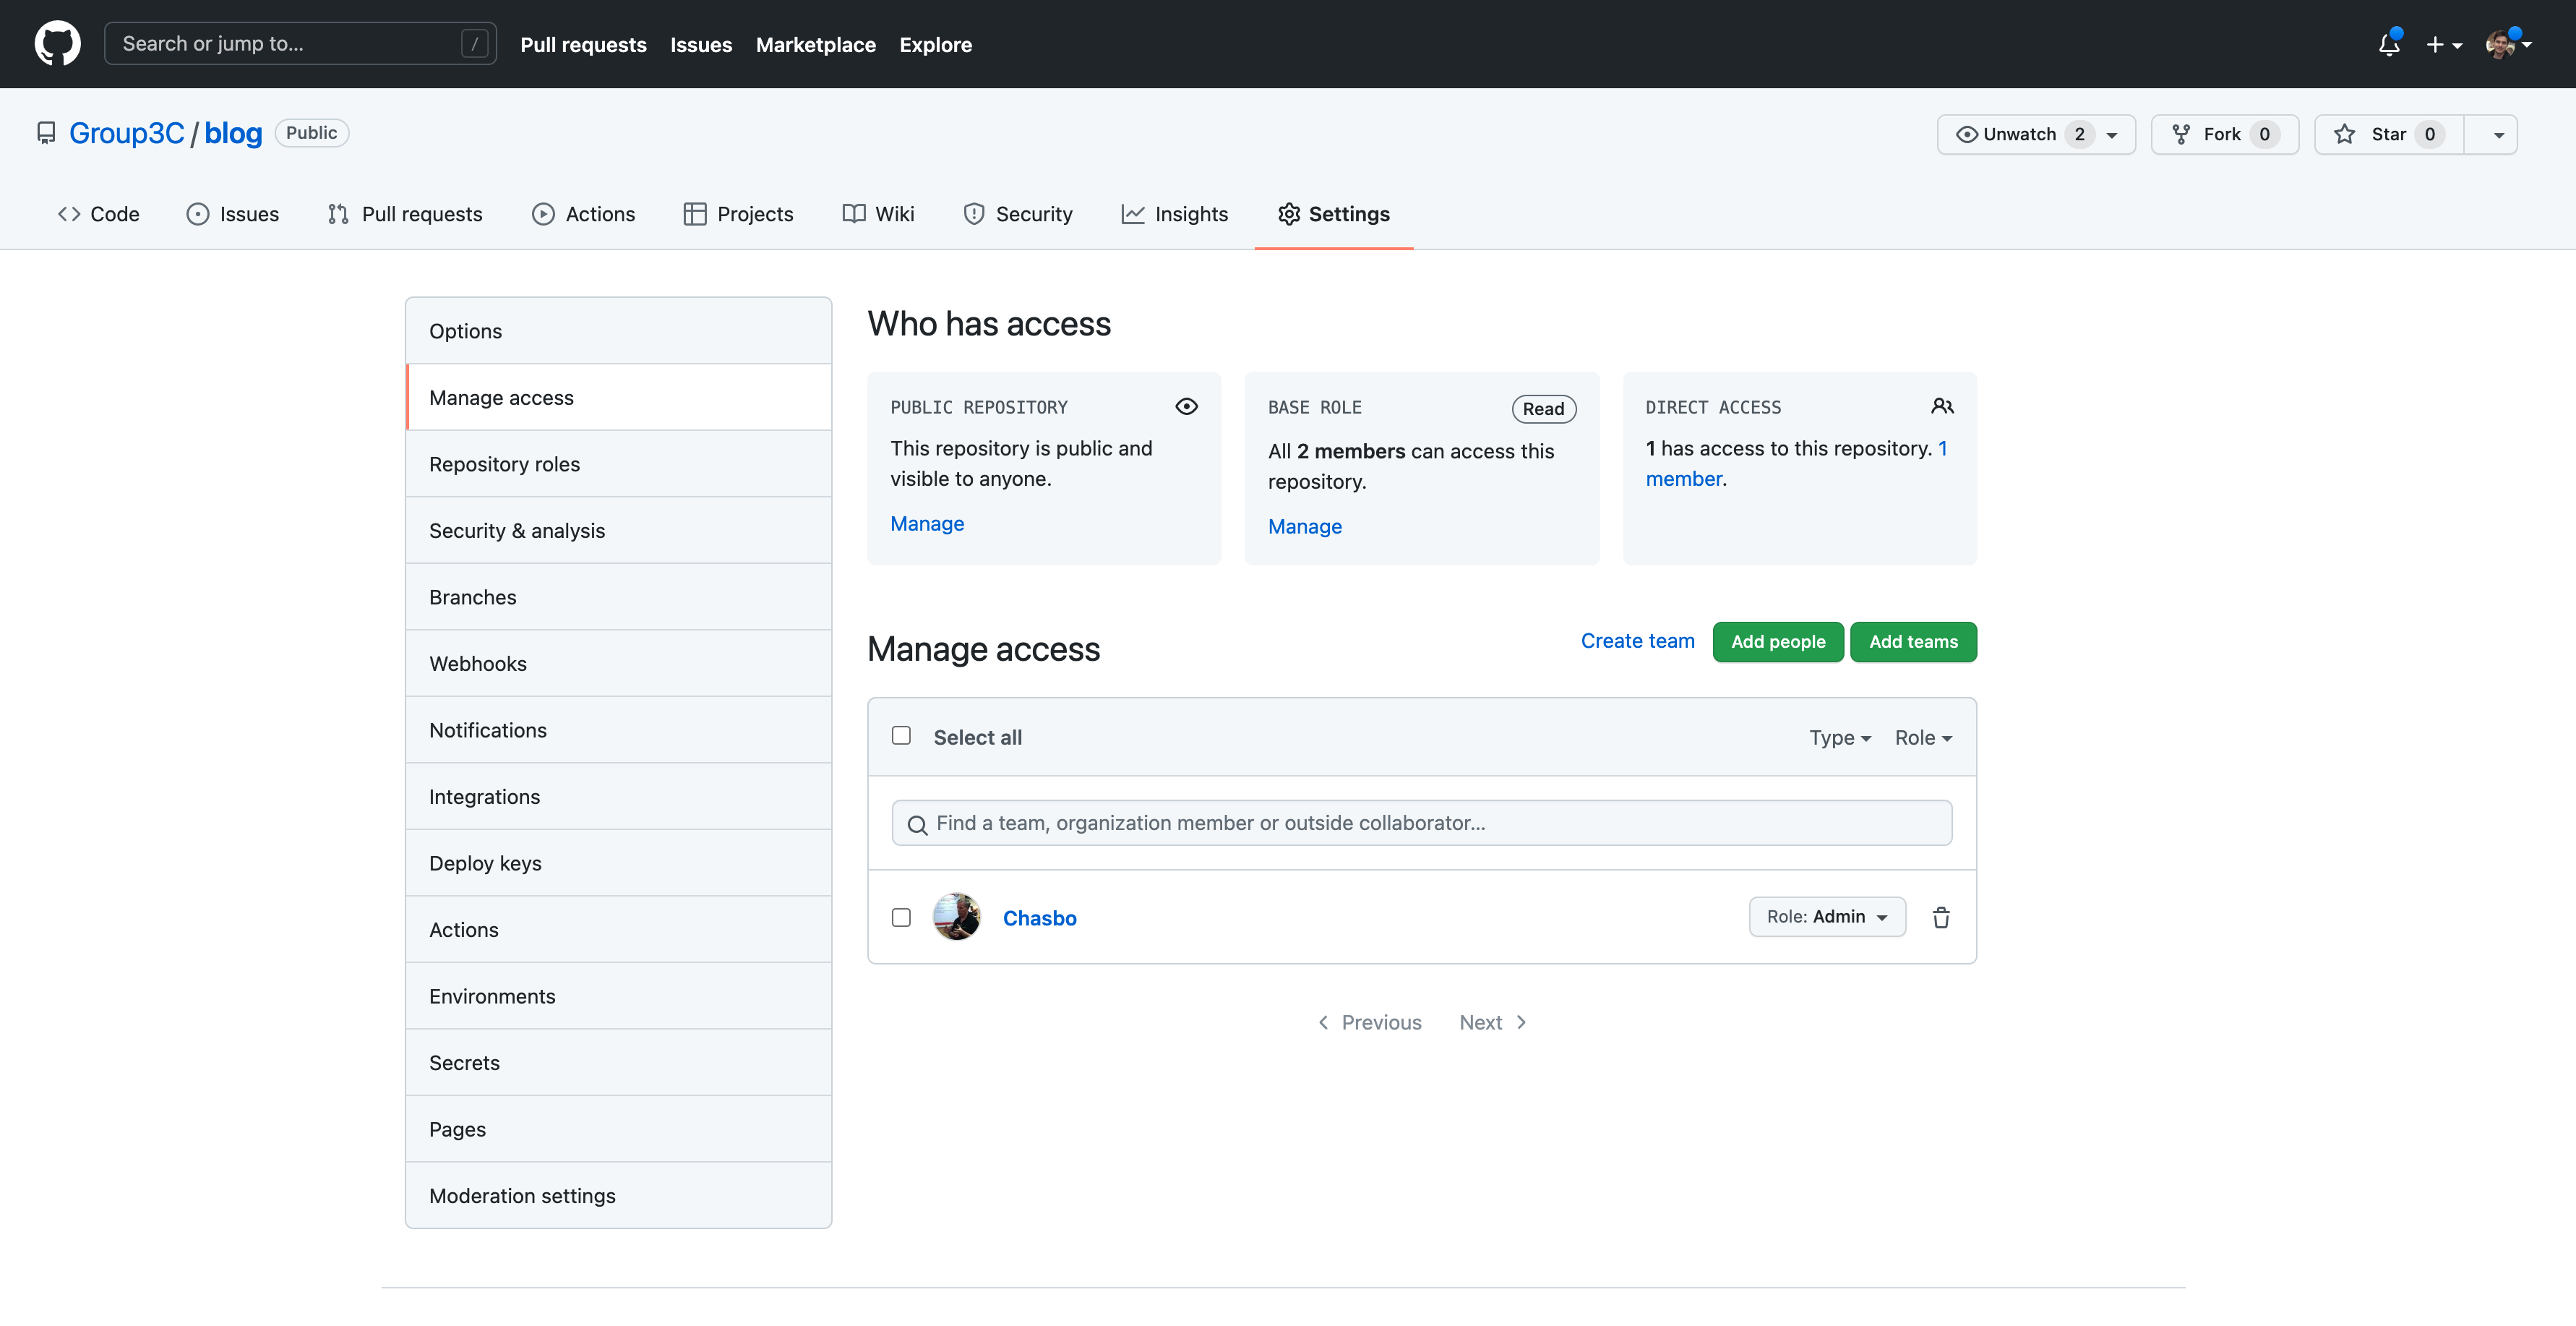 Search or jump to... /
Pull requests Issues Marketplace Explore
Group3C / blog Public
Unwatch 2 Fork 0 Star 0
Code Issues Pull requests Actions Projects Wiki Security Insights Settings
Options
Manage access
Repository roles
Security & analysis
Branches
Webhooks
Notifications
Integrations
Deploy keys
Actions
Environments
Secrets
Pages
Moderation settings
Who has access
PUBLIC REPOSITORY
This repository is public and
visible to anyone.
Manage
BASE ROLE Read
All 2 members can access this
repository.
Manage
DIRECT ACCESS
1 has access to this repository. 1
member.
Manage access
Create team Add people Add teams
Select all Type Role
Find a team, organization member or outside collaborator...
Chasbo Role: Admin
Previous Next